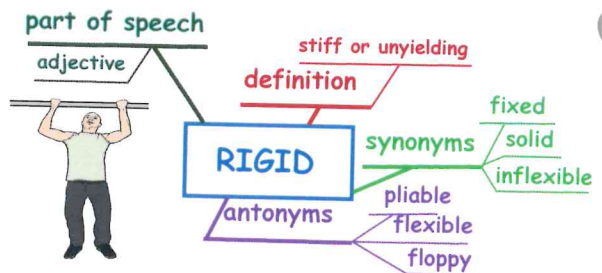 part of speech
adjective
stiff or unyielding
definition
RIGID
synonyms
fixed
solid
inflexible
antonyms
pliable
flexible
floppy